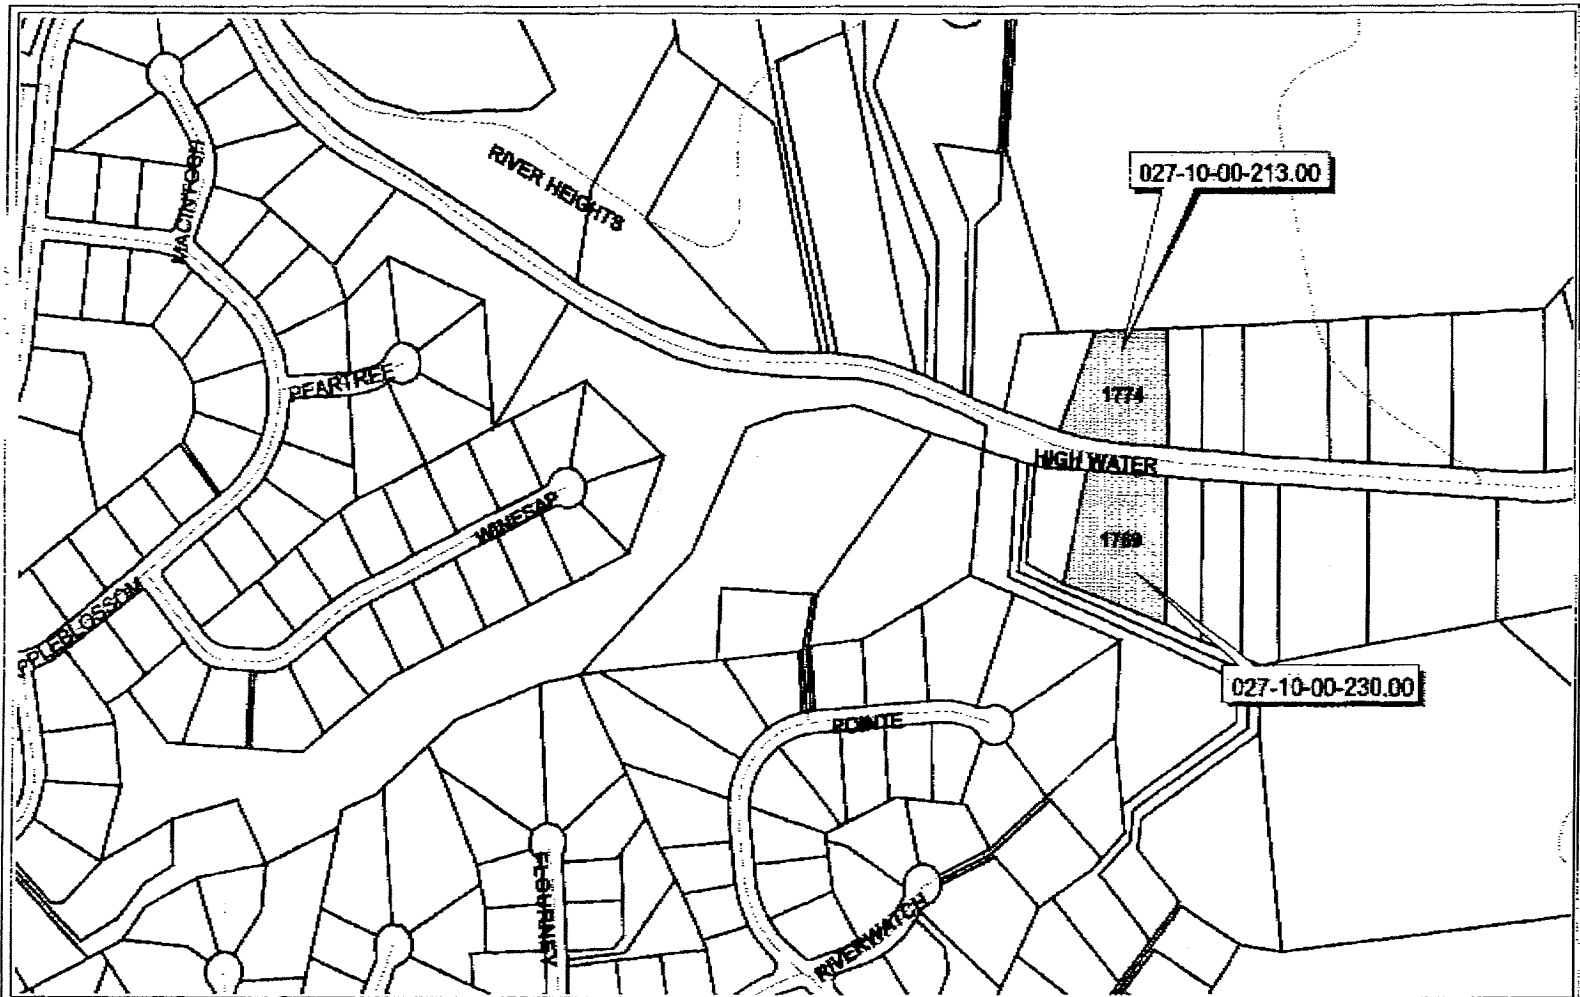 MACINTOSH
RIVER HEIGHTS
027-10-00-213.00
PEARTREE
1774
HIGH WATER
WINESAP
1769
PPLEBLOSSOM
027-10-00-230.00
POINTE
FLOURNEY
RIVERWATCH